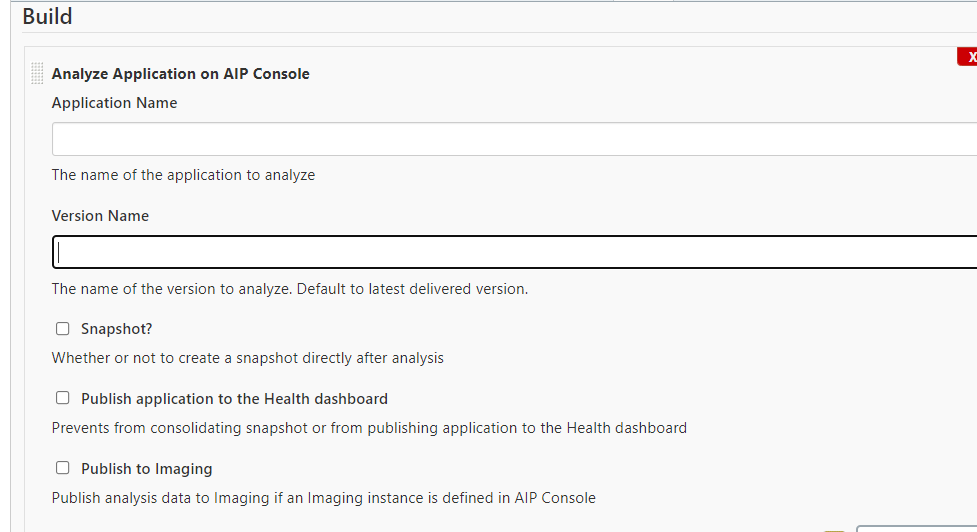 Build
X
Analyze Application on AIP Console
Application Name
The name of the application to analyze
Version Name
The name of the version to analyze. Default to latest delivered version.
Snapshot?
Whether or not to create a snapshot directly after analysis
Publish application to the Health dashboard
Prevents from consolidating snapshot or from publishing application to the Health dashboard
Publish to Imaging
Publish analysis data to Imaging if an Imaging instance is defined in AIP Console